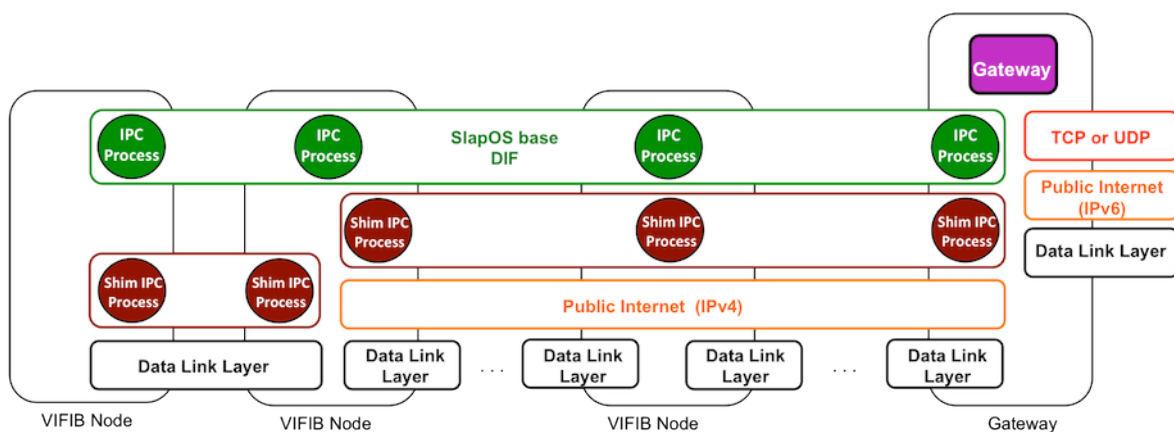 Gateway
IPC
Process
IPC
Process
SlapOS base
DIF
IPC
Process
IPC
Process
TCP or UDP
Public Internet
(IPv6)
Data Link Layer
Shim IPC
Process
Shim IPC
Process
Shim IPC
Process
Shim IPC
Process
Shim IPC
Process
Public Internet (IPv4)
Data Link Layer
Data Link
Layer
. . .
Data Link
Layer
Data Link
Layer
. . .
Data Link
Layer
VIFIB Node
VIFIB Node
VIFIB Node
Gateway